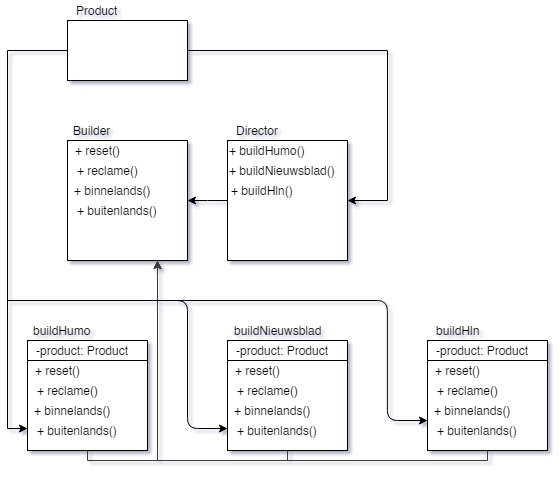 Product
Builder
+ reset()
+ reclame()
+ binnelands()
+ buitenlands()
Director
+ buildHumo()
+ buildNieuwsblad()
+ buildHln()
buildHumo
-product: Product
+ reset()
+ reclame()
+ binnelands()
+ buitenlands()
buildNieuwsblad
-product: Product
+ reset()
+ reclame()
+ binnelands()
+ buitenlands()
buildHln
-product: Product
+ reset()
+ reclame()
+ binnelands()
+ buitenlands()